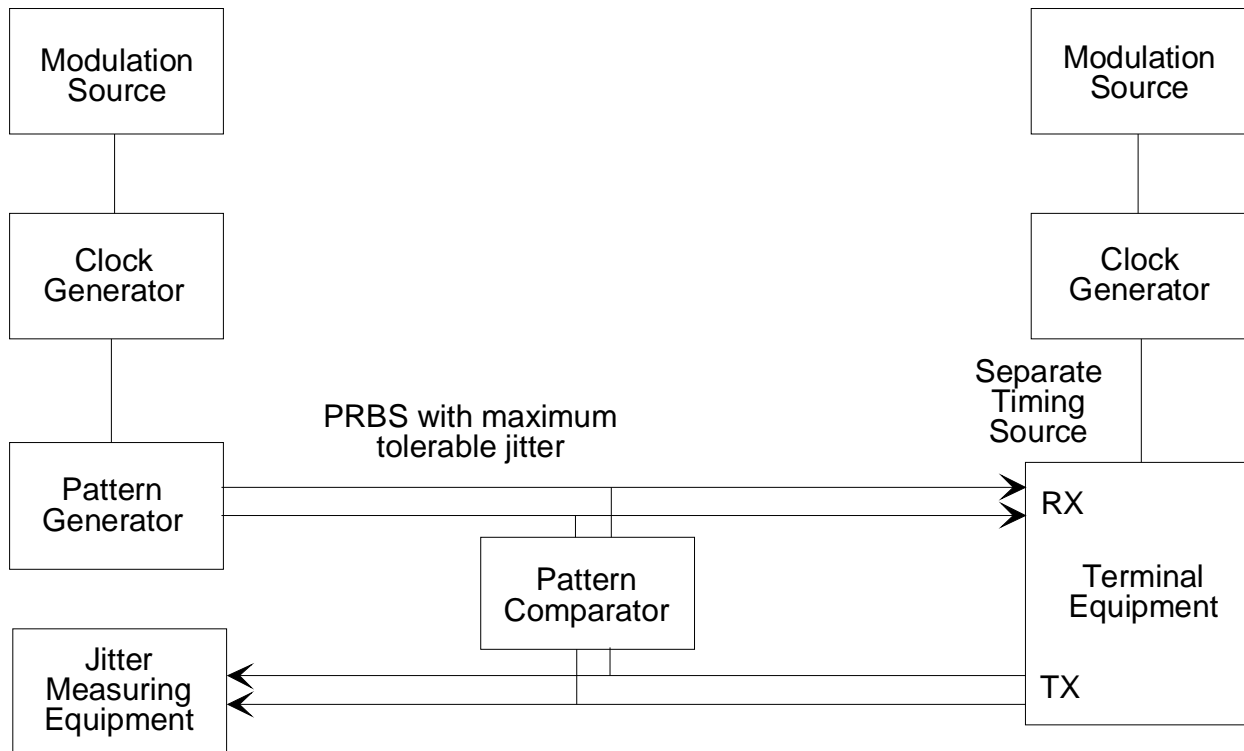 Modulation
Source
Modulation
Source
Clock
Generator
Clock
Generator
Separate
Timing
Source
PRBS with maximum
tolerable jitter
Pattern
Generator
RX
Pattern
Comparator
Terminal
Equipment
Jitter
Measuring
Equipment
TX